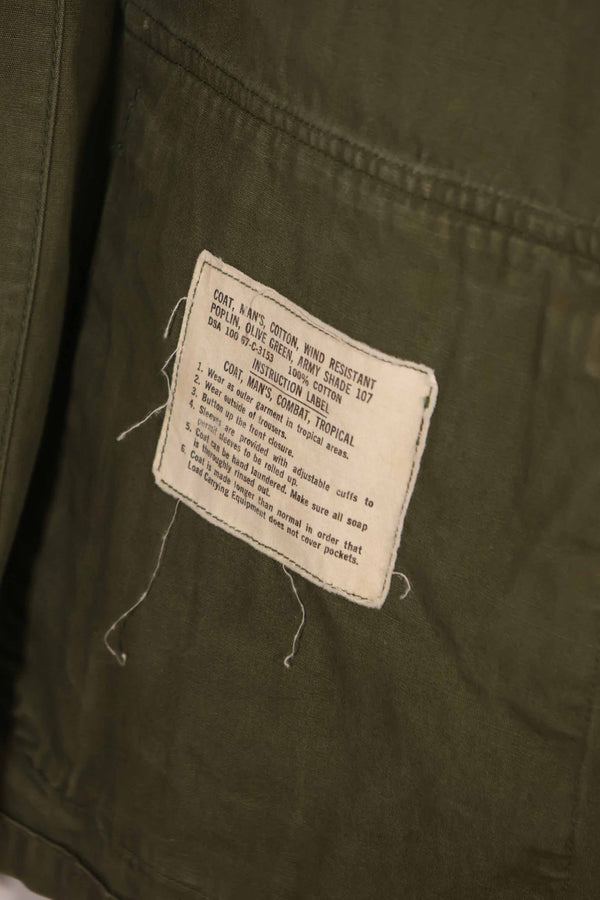 COAT, MAN'S, COTTON, WIND RESISTANT
POPLIN, OLIVE GREEN, ARMY SHADE 107
DSA 100 67-C-3153 100% COTTON
INSTRUCTION LABEL
COAT, MAN'S, COMBAT, TROPICAL
1. Wear as outer garment in tropical areas.
2. Wear outside of trousers.
3. Button up the front closure.
4. Sleeves are provided with adjustable cuffs to
permit sleeves to be rolled up.
5. Coat can be hand laundered. Make sure all soap
is thoroughly rinsed out.
6. Coat is made longer than normal in order that
Load Carrying Equipment does not cover pockets.